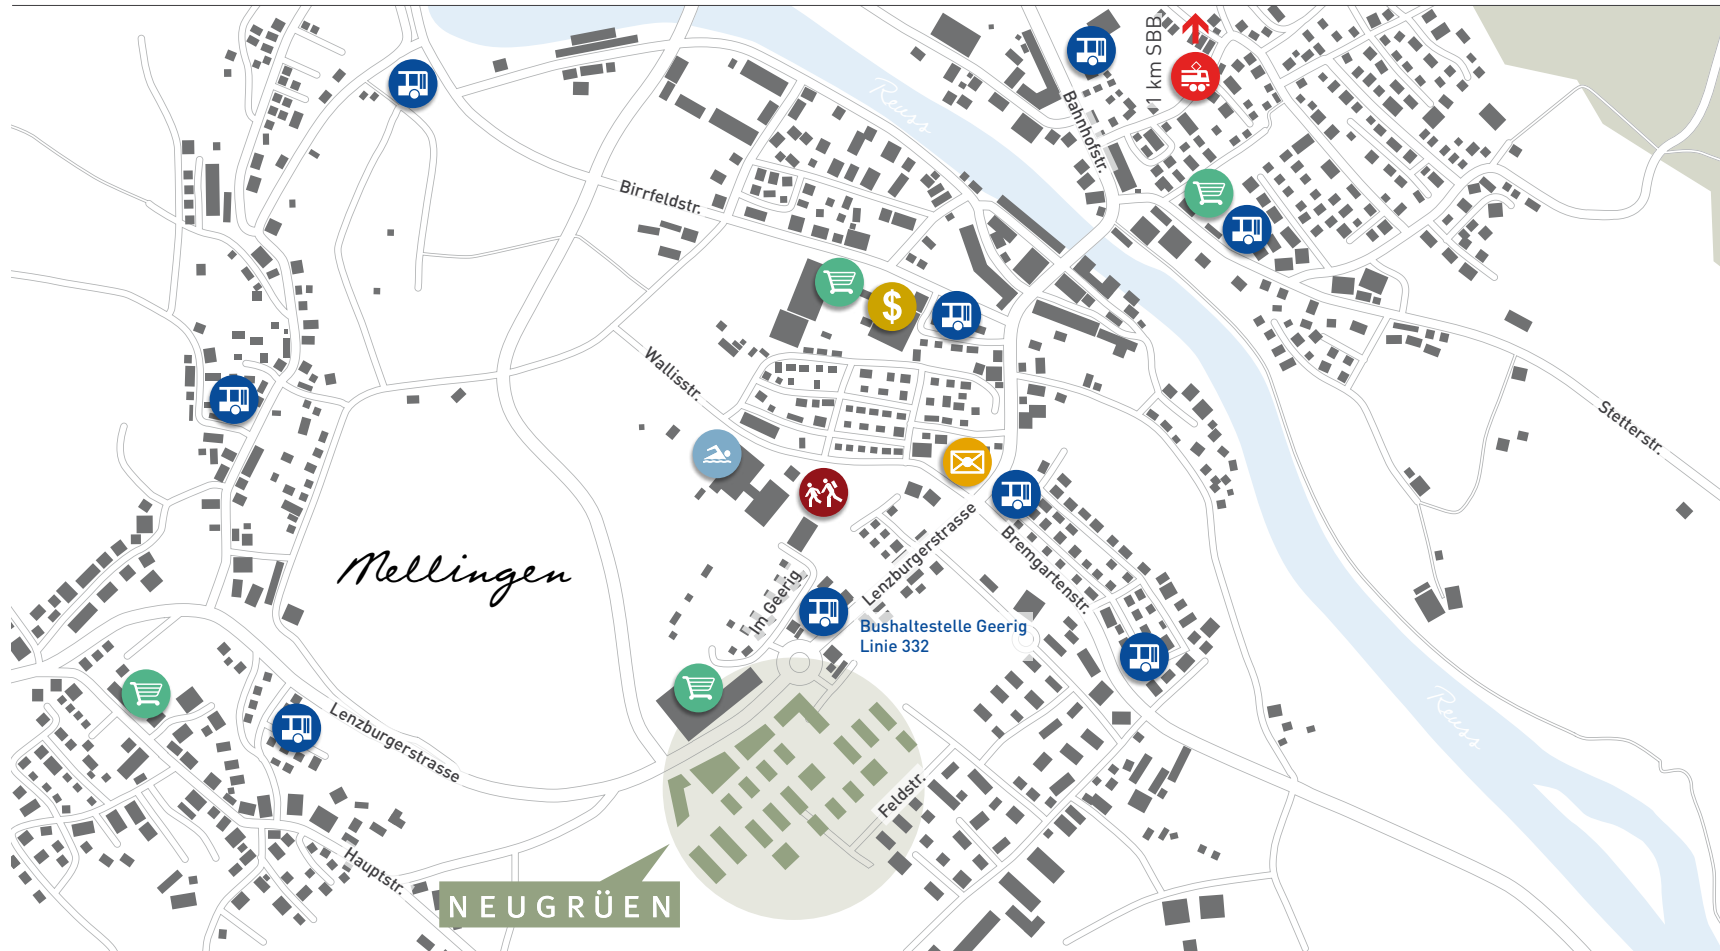 1 km SBB
Reuss
Bahnhofstr.
Birrfeldstr.
Wallisstr.
Stetterstr.
$
Mellingen
Lenzburgerstrasse
Bremgartenstr.
Im Geerig
Bushaltestelle Geerig
Linie 332
Reuss
Lenzburgerstrasse
Feldstr.
Hauptstr.
NEUGRÜEN